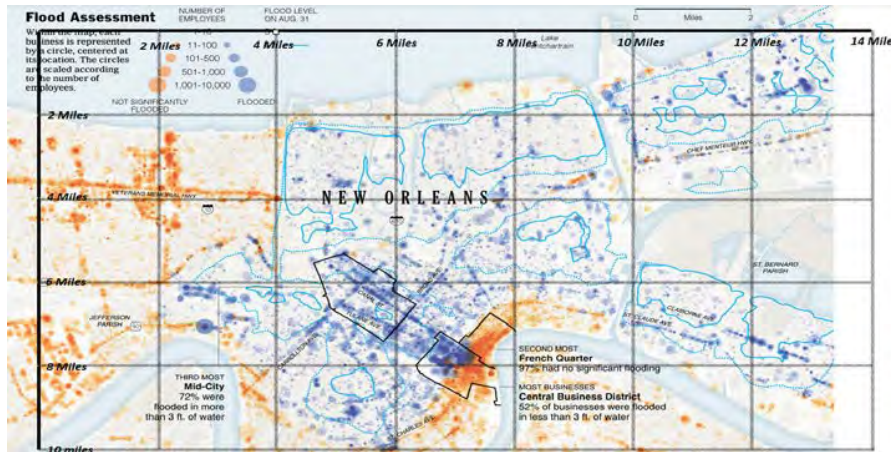 Flood Assessment
Within the map, each
business is represented
by a circle, centered at
its location. The circles
are scaled according
to the number of
employees.
NUMBER OF
EMPLOYEES
11-100
101-500
501-1,000
1,001-10,000
NOT SIGNIFICANTLY
FLOODED
FLOODED
FLOOD LEVEL
ON AUG. 31
0
2
Miles
Lake
2 Miles
4 Miles
6 Miles
8 Miles
10 Miles
12 Miles
14 Miles
2 Miles
4 Miles
6 Miles
8 Miles
10 Miles
CHEF MENTEUR HWY.
VETERANS MEMORIAL HWY.
NEW ORLEANS
ST. BERNARD
PARISH
JEFFERSON
PARISH
CANAL ST.
TULANE AVE.
CLAIBORNE AVE.
ST. CLAUDE AVE.
THIRD MOST
Mid-City
72% were
flooded in more
than 3 ft. of water
SECOND MOST
French Quarter
97% had no significant flooding
MOST BUSINESSES
Central Business District
52% of businesses were flooded
in less than 3 ft. of water